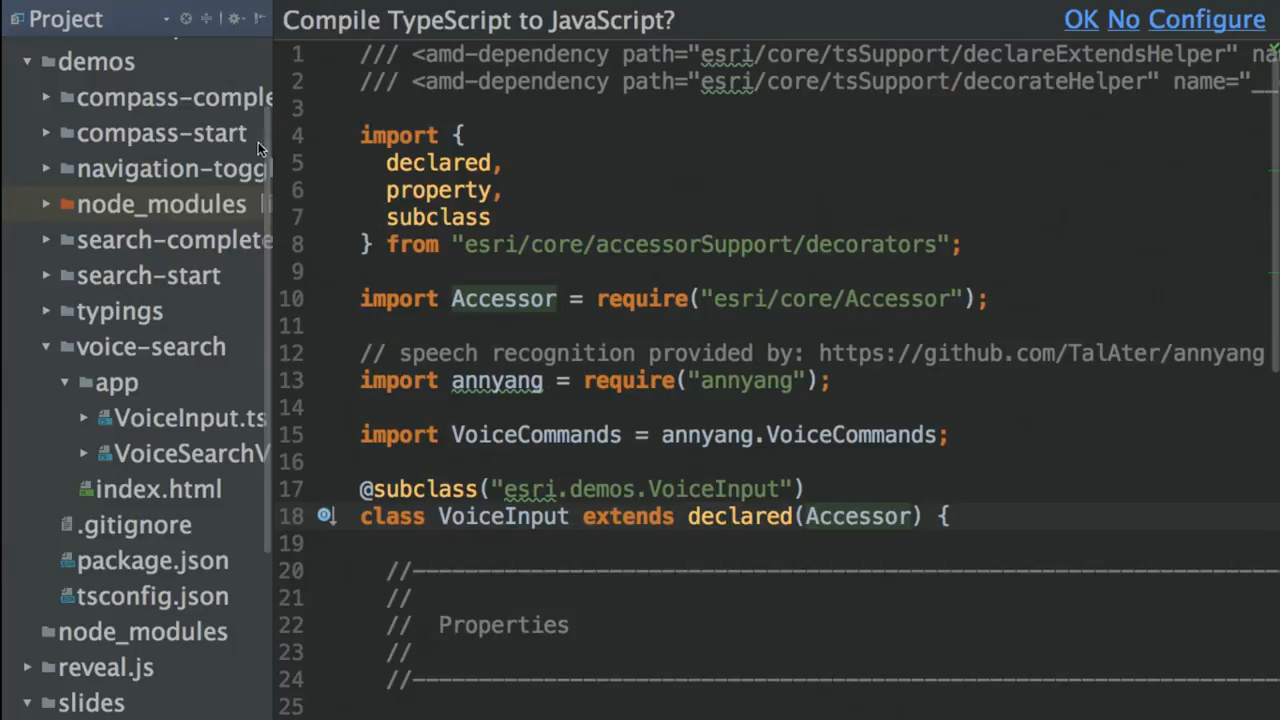 Project
demos
compass-comple
compass-start
navigation-togg
node_modules
search-complete
search-start
typings
voice-search
app
VoiceInput.ts
VoiceSearchV
index.html
.gitignore
package.json
tsconfig.json
node_modules
reveal.js
slides
Compile TypeScript to JavaScript? OK No Configure
1 /// <amd-dependency path="esri/core/tsSupport/declareExtendsHelper" na
2 /// <amd-dependency path="esri/core/tsSupport/decorateHelper" name="__
3
4 import {
5 declared,
6 property,
7 subclass
8 } from "esri/core/accessorSupport/decorators";
9
10 import Accessor = require("esri/core/Accessor");
11
12 // speech recognition provided by: https://github.com/TalAter/annyang
13 import annyang = require("annyang");
14
15 import VoiceCommands = annyang.VoiceCommands;
16
17 @subclass("esri.demos.VoiceInput")
18 class VoiceInput extends declared(Accessor) {
19
20 //--------------------------------------------------------------------
21 //
22 // Properties
23 //
24 //--------------------------------------------------------------------
25